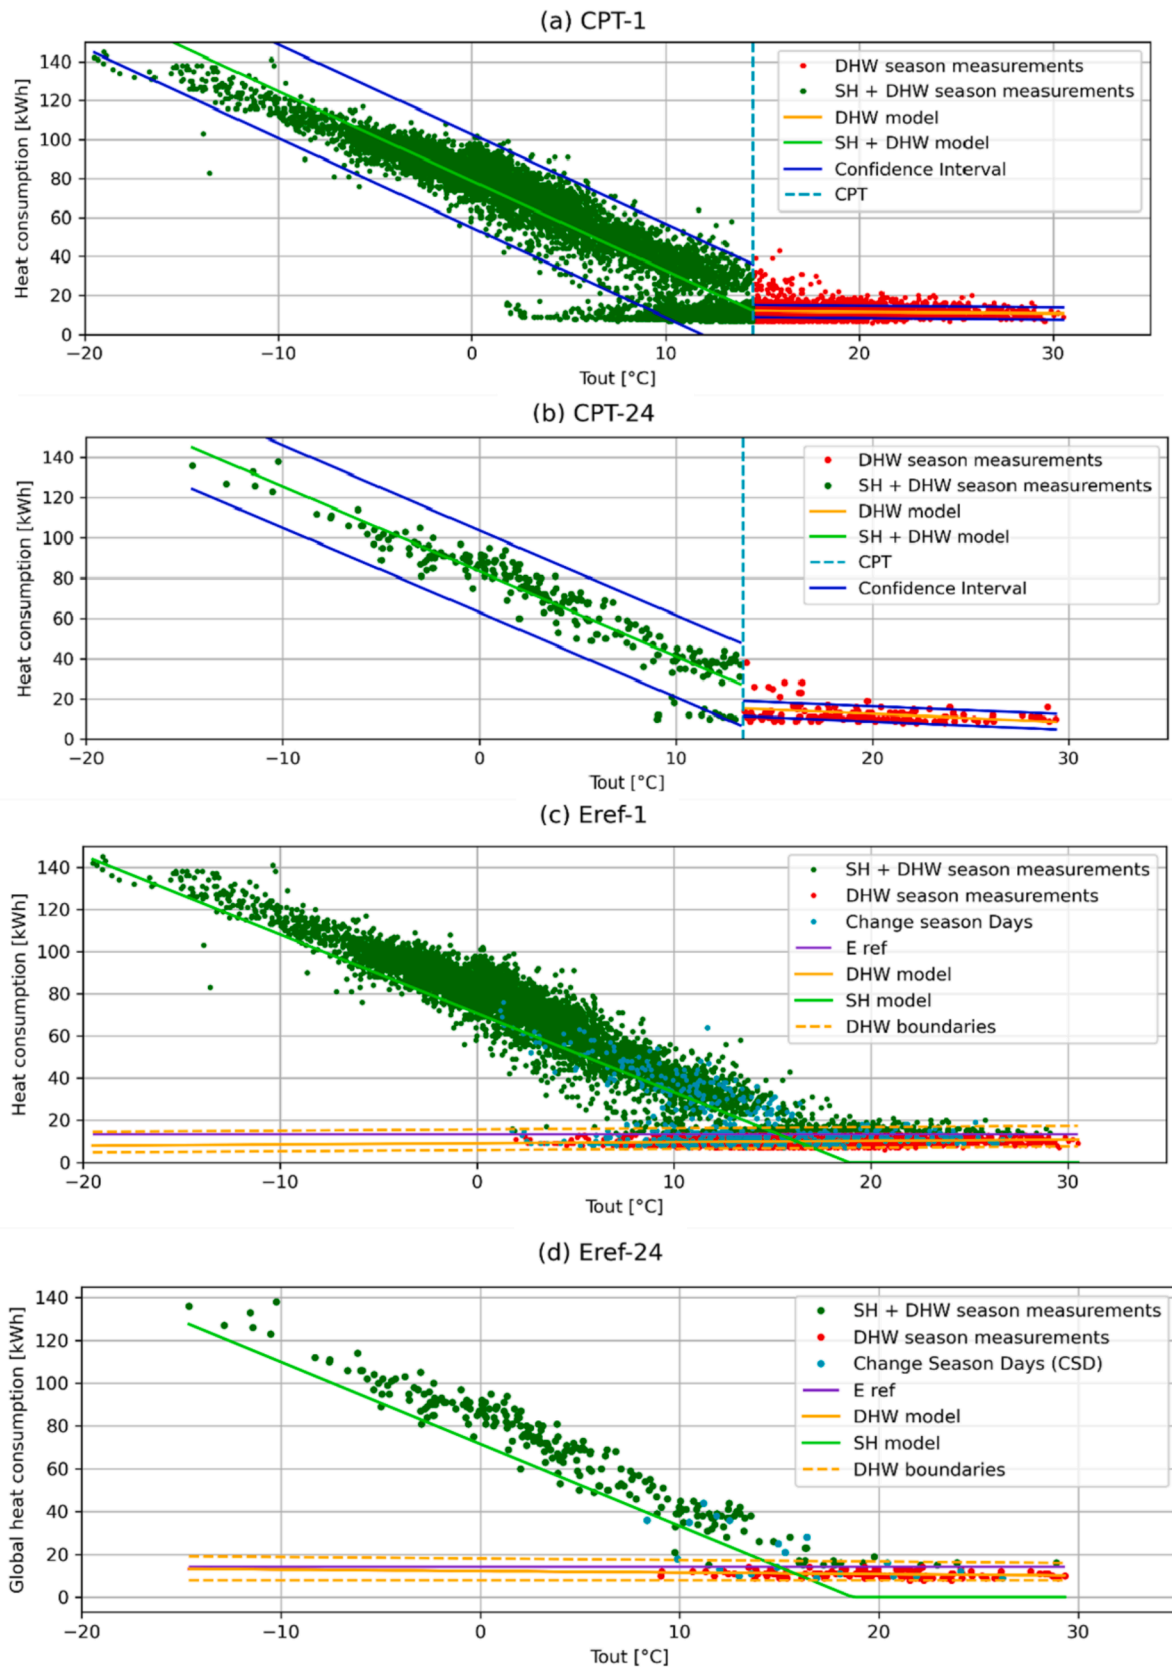 (a) CPT-1
Heat consumption [kWh]
140
120
100
80
60
40
20
0
DHW season measurements
SH + DHW season measurements
DHW model
SH + DHW model
Confidence Interval
CPT
−20 −10 0 10 20 30
Tout [°C]
(b) CPT-24
Heat consumption [kWh]
140
120
100
80
60
40
20
0
DHW season measurements
SH + DHW season measurements
DHW model
SH + DHW model
CPT
Confidence Interval
−20 −10 0 10 20 30
Tout [°C]
(c) Eref-1
Heat consumption [kWh]
140
120
100
80
60
40
20
0
SH + DHW season measurements
DHW season measurements
Change season Days
E ref
DHW model
SH model
DHW boundaries
−20 −10 0 10 20 30
Tout [°C]
(d) Eref-24
Global heat consumption [kWh]
140
120
100
80
60
40
20
0
SH + DHW season measurements
DHW season measurements
Change Season Days (CSD)
E ref
DHW model
SH model
DHW boundaries
−20 −10 0 10 20 30
Tout [°C]